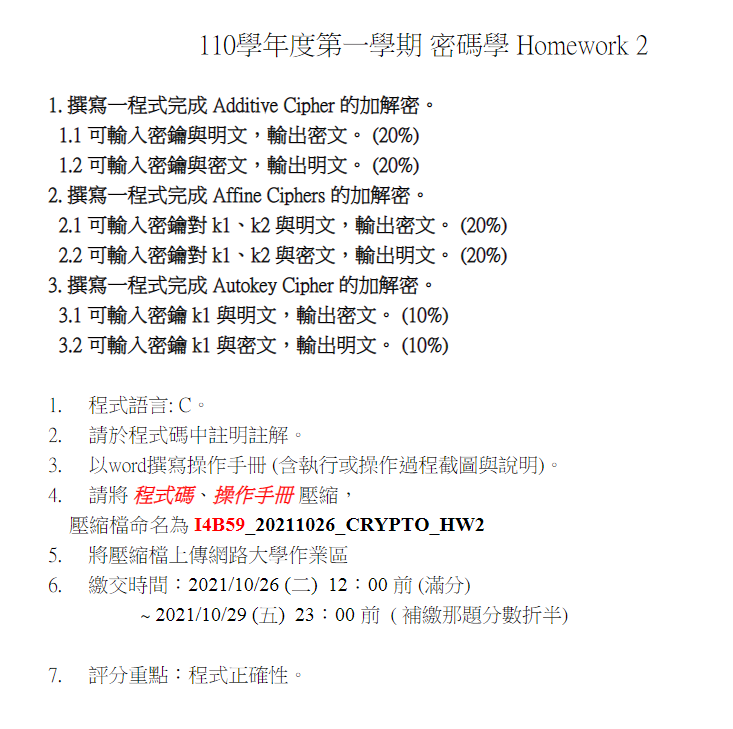 110學年度第一學期 密碼學 Homework 2
1. 撰寫一程式完成 Additive Cipher 的加解密。
1.1 可輸入密鑰與明文，輸出密文。 (20%)
1.2 可輸入密鑰與密文，輸出明文。 (20%)
2. 撰寫一程式完成 Affine Ciphers 的加解密。
2.1 可輸入密鑰對 k1、k2 與明文，輸出密文。 (20%)
2.2 可輸入密鑰對 k1、k2 與密文，輸出明文。 (20%)
3. 撰寫一程式完成 Autokey Cipher 的加解密。
3.1 可輸入密鑰 k1 與明文，輸出密文。 (10%)
3.2 可輸入密鑰 k1 與密文，輸出明文。 (10%)
1. 程式語言: C。
2. 請於程式碼中註明註解。
3. 以word撰寫操作手冊 (含執行或操作過程截圖與說明)。
4. 請將 程式碼、操作手冊 壓縮，
壓縮檔命名為 I4B59_20211026_CRYPTO_HW2
5. 將壓縮檔上傳網路大學作業區
6. 繳交時間：2021/10/26 (二) 12：00 前 (滿分)
~ 2021/10/29 (五) 23：00 前 ( 補繳那題分數折半)
7. 評分重點：程式正確性。